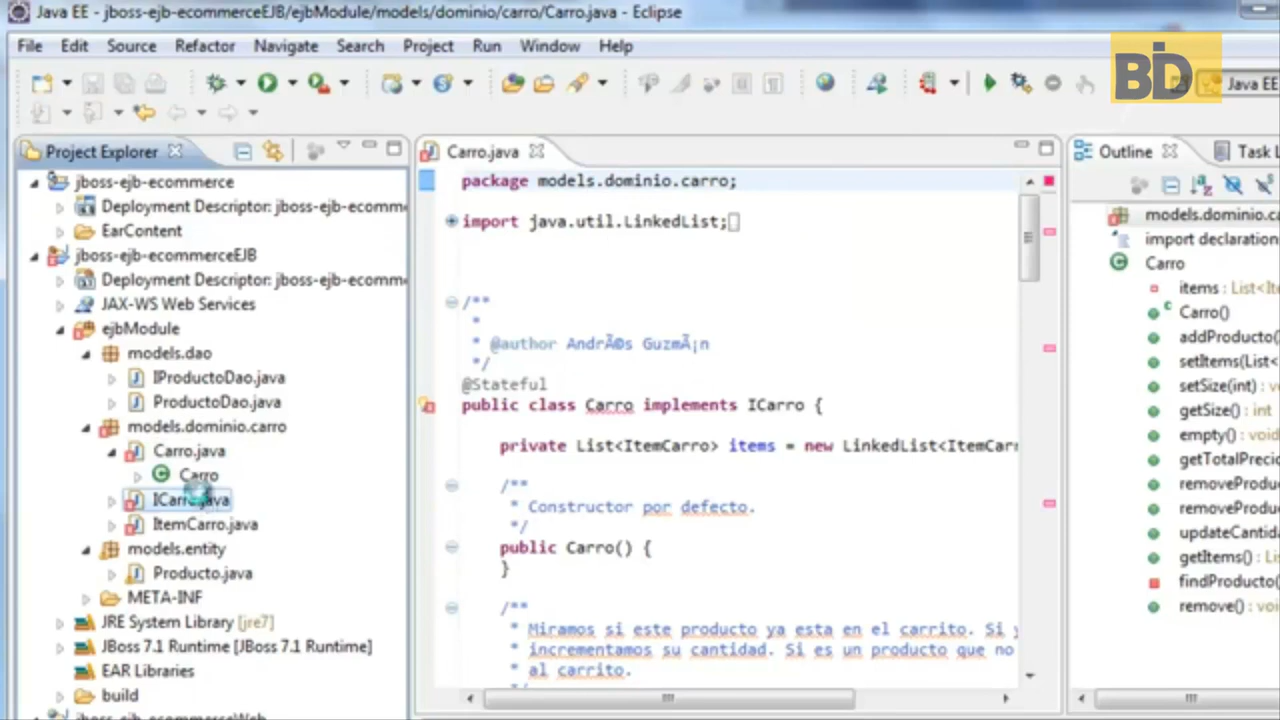 Java EE - jboss-ejb-ecommerceEJB/ejbModule/models/dominio/carro/Carro.java - Eclipse
File Edit Source Refactor Navigate Search Project Run Window Help
BD
Java EE
Project Explorer
jboss-ejb-ecommerce
Deployment Descriptor: jboss-ejb-ecomm
EarContent
jboss-ejb-ecommerceEJB
Deployment Descriptor: jboss-ejb-ecomm
JAX-WS Web Services
ejbModule
models.dao
IProductoDao.java
ProductoDao.java
models.dominio.carro
Carro.java
Carro
ICarro.java
ItemCarro.java
models.entity
Producto.java
META-INF
JRE System Library [jre7]
JBoss 7.1 Runtime [JBoss 7.1 Runtime]
EAR Libraries
build
jboss-ejb-ecommerceWeb
Carro.java
package models.dominio.carro;
import java.util.LinkedList;
/**
*
* @author AndrÃ©s GuzmÃ¡n
*/
@Stateful
public class Carro implements ICarro {
private List<ItemCarro> items = new LinkedList<ItemCarr
/**
* Constructor por defecto.
*/
public Carro() {
}
/**
* Miramos si este producto ya esta en el carrito. Si y
incrementamos su cantidad. Si es un producto que no
* al carrito.
Outline Task L
models.dominio.ca
import declaration
Carro
items : List<Ite
Carro()
addProducto(
setItems(List<
setSize(int) : v
getSize() : int
empty() : void
getTotalPrecio
removeProdu
removeProdu
updateCantida
getItems() : Li
findProducto(
remove() : vo